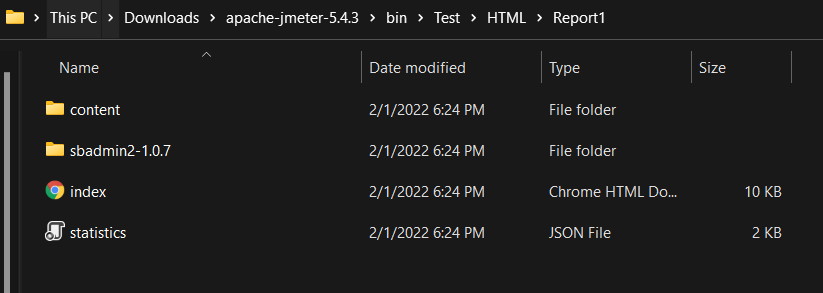 This PC > Downloads > apache-jmeter-5.4.3 > bin > Test > HTML > Report1
Name Date modified Type Size
content 2/1/2022 6:24 PM File folder
sbadmin2-1.0.7 2/1/2022 6:24 PM File folder
index 2/1/2022 6:24 PM Chrome HTML Do... 10 KB
statistics 2/1/2022 6:24 PM JSON File 2 KB